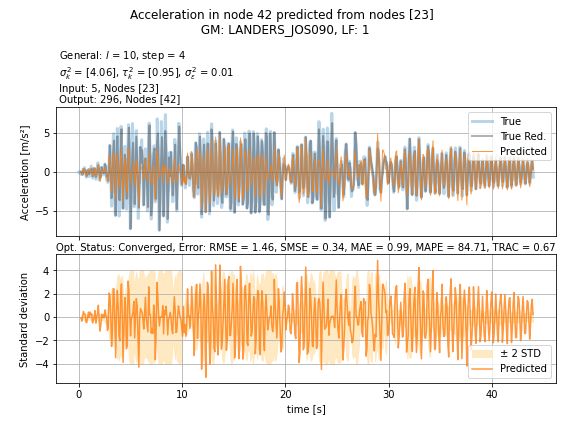 Acceleration in node 42 predicted from nodes [23]
GM: LANDERS_JOS090, LF: 1
General: l = 10, step = 4
σ_k² = [4.06], τ_k² = [0.95], σ_ε² = 0.01
Input: 5, Nodes [23]
Output: 296, Nodes [42]
Acceleration [m/s²]
5
0
−5
True
True Red.
Predicted
Opt. Status: Converged, Error: RMSE = 1.46, SMSE = 0.34, MAE = 0.99, MAPE = 84.71, TRAC = 0.67
Standard deviation
4
2
0
−2
−4
± 2 STD
Predicted
0 10 20 30 40
time [s]